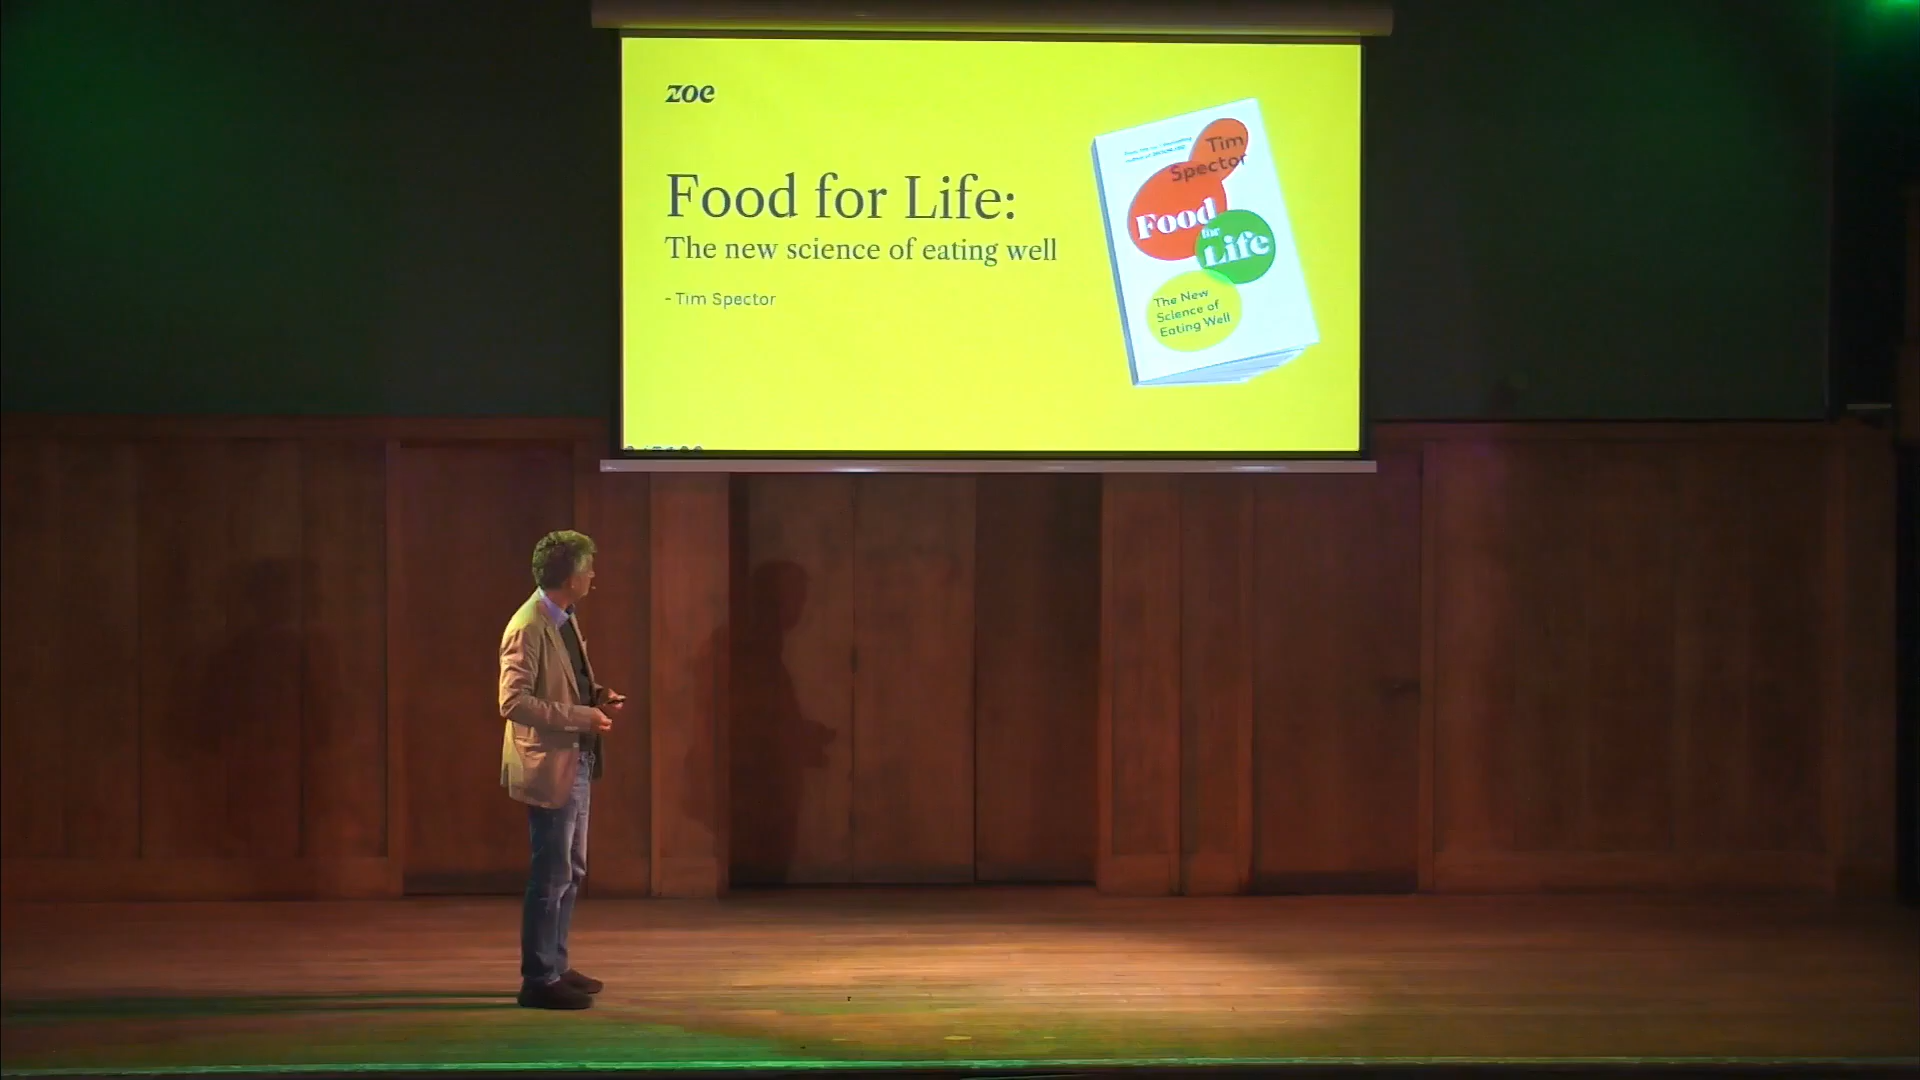 zoe
Food for Life:
The new science of eating well
- Tim Spector
Tim
Spector
Food
for
Life
The New
Science of
Eating Well